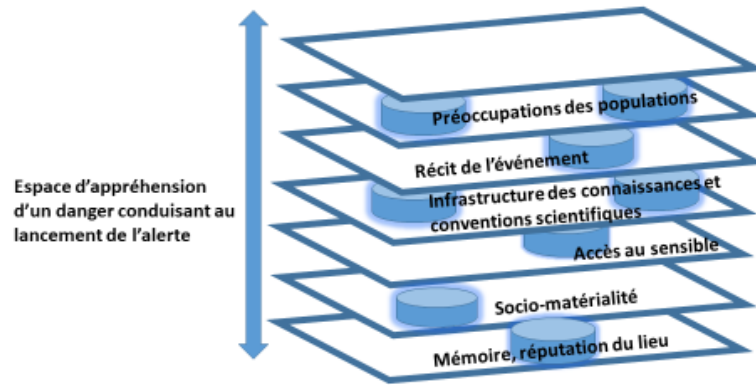 Préoccupations des populations
Récit de l'événement
Espace d'appréhension
d'un danger conduisant au
lancement de l'alerte
Infrastructure des connaissances et
conventions scientifiques
Accès au sensible
Socio-matérialité
Mémoire, réputation du lieu